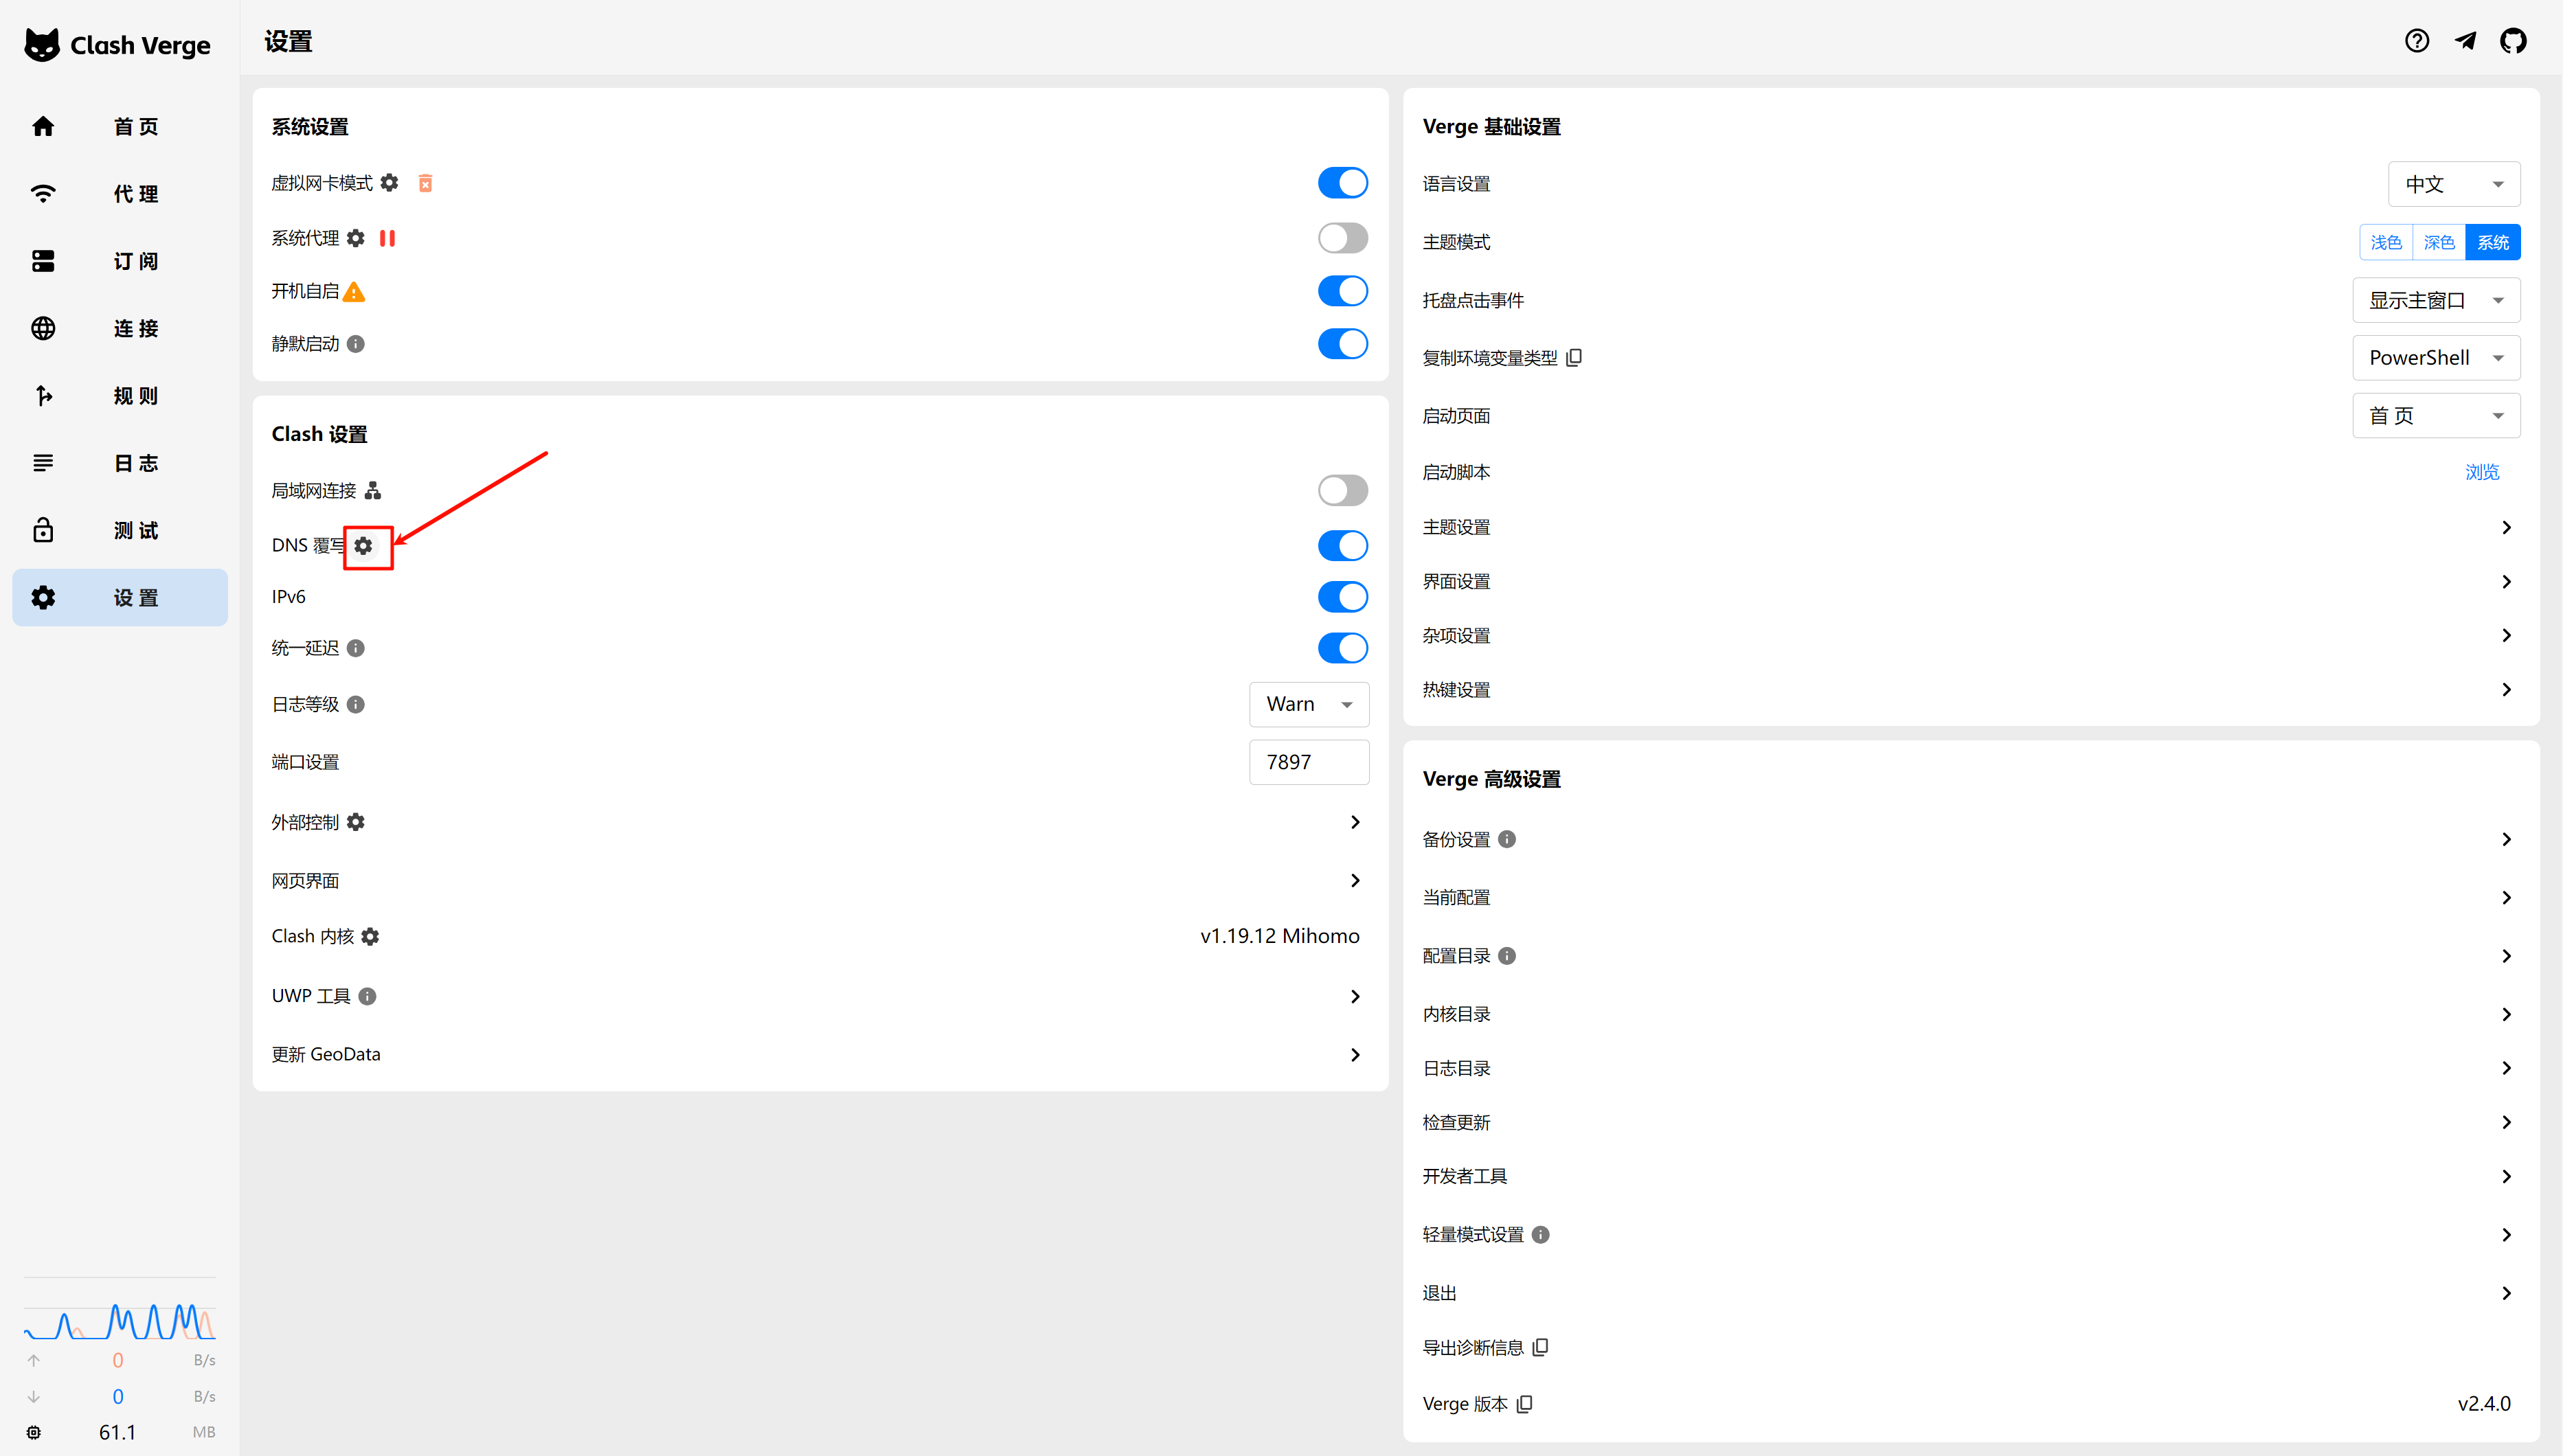 Clash Verge
首 页
代 理
订 阅
连 接
规 则
日 志
测 试
设 置
0 B/s
0 B/s
61.1 MB
设置
系统设置
虚拟网卡模式
系统代理
开机自启
静默启动
Clash 设置
局域网连接
DNS 覆写
IPv6
统一延迟
日志等级 Warn
端口设置 7897
外部控制
网页界面
Clash 内核 v1.19.12 Mihomo
UWP 工具
更新 GeoData
Verge 基础设置
语言设置 中文
主题模式 浅色 深色 系统
托盘点击事件 显示主窗口
复制环境变量类型 PowerShell
启动页面 首 页
启动脚本 浏览
主题设置
界面设置
杂项设置
热键设置
Verge 高级设置
备份设置
当前配置
配置目录
内核目录
日志目录
检查更新
开发者工具
轻量模式设置
退出
导出诊断信息
Verge 版本 v2.4.0